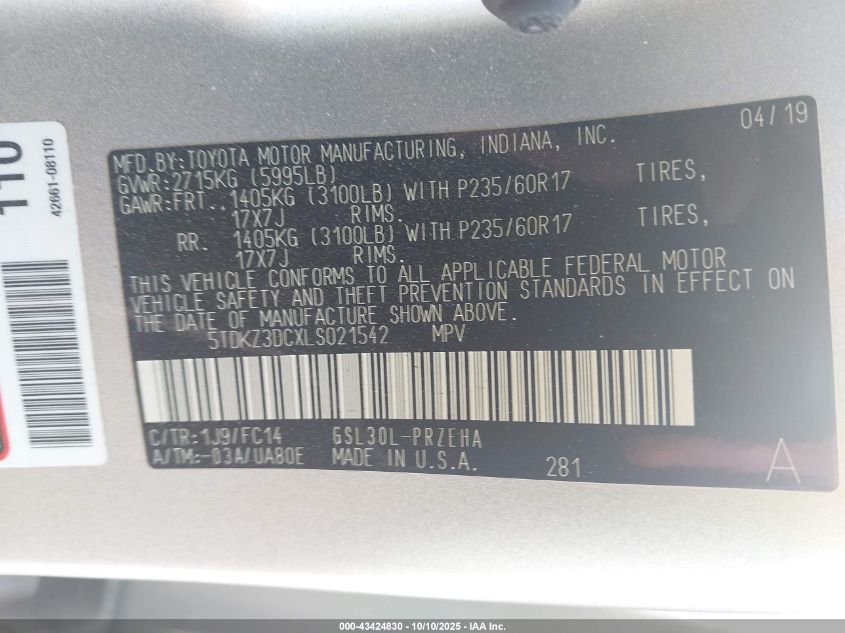 110
42661-08110
04/19
MFD.BY:TOYOTA MOTOR MANUFACTURING, INDIANA, INC.
GVWR:2715KG (5995LB)
GAWR:FRT.. 1405KG (3100LB) WITH P235/60R17 TIRES,
17X7J RIMS.
RR. 1405KG (3100LB) WITH P235/60R17 TIRES,
17X7J RIMS.
THIS VEHICLE CONFORMS TO ALL APPLICABLE FEDERAL MOTOR
VEHICLE SAFETY AND THEFT PREVENTION STANDARDS IN EFFECT ON
THE DATE OF MANUFACTURE SHOWN ABOVE.
5TDKZ3DCXLS021542 MPV
C/TR:1J9/FC14 GSL30L-PRZEHA
A/TM:-03A/UA80E MADE IN U.S.A. 281 A
000-43424830 - 10/10/2025 - IAA Inc.